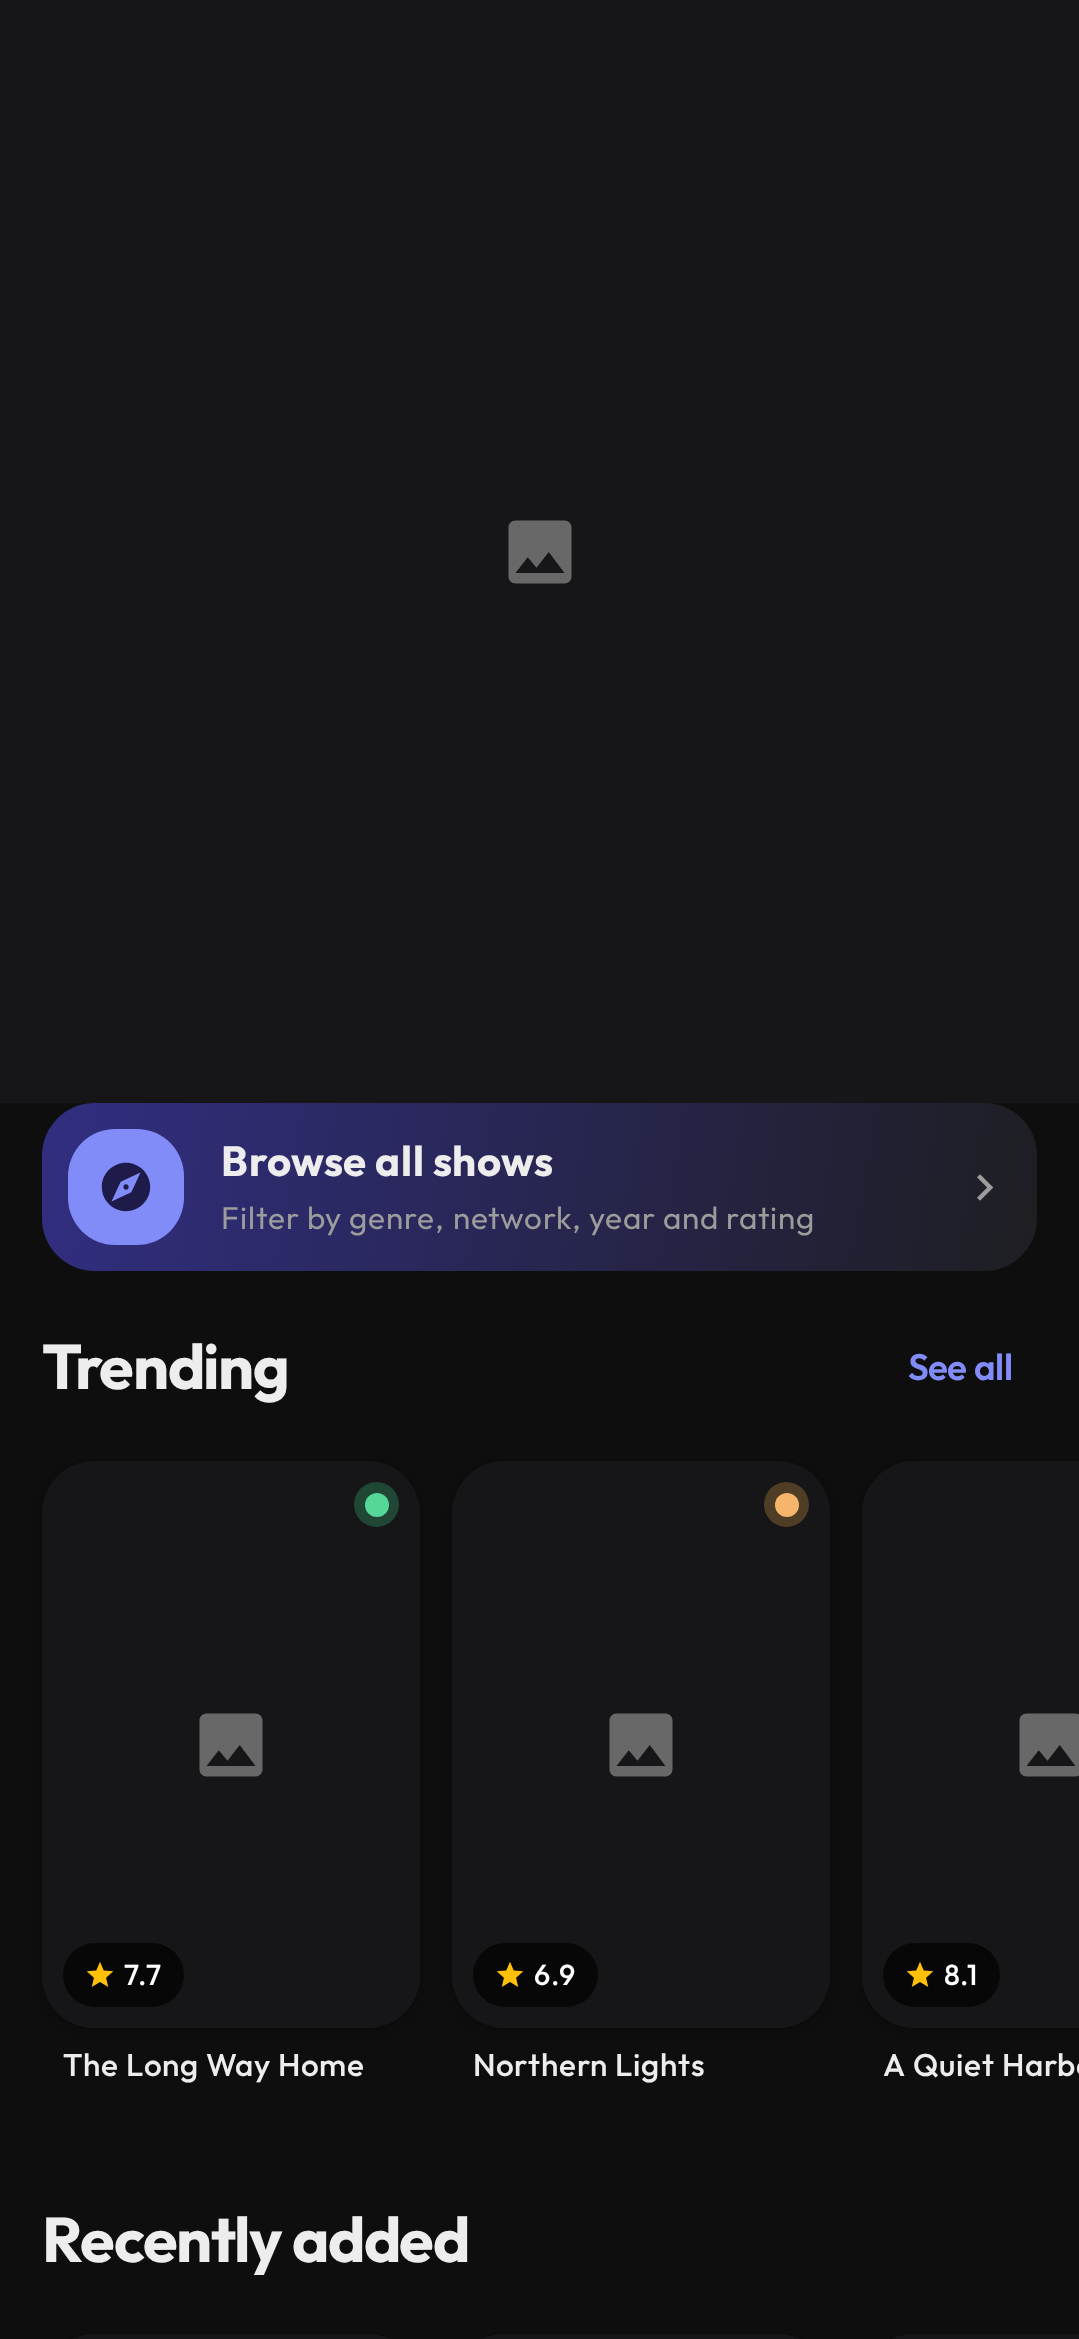 Browse all shows
Filter by genre, network, year and rating
Trending
See all
7.7
6.9
8.1
The Long Way Home
Northern Lights
A Quiet
Recently added